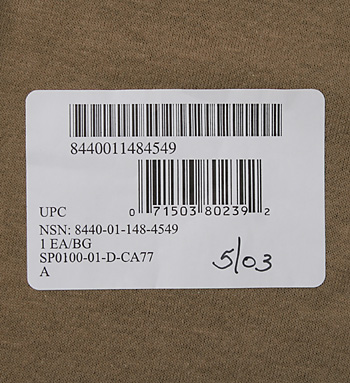 8440011484549
UPC 0 71503 80239 2
NSN: 8440-01-148-4549
1 EA/BG
SP0100-01-D-CA77
A
5/03